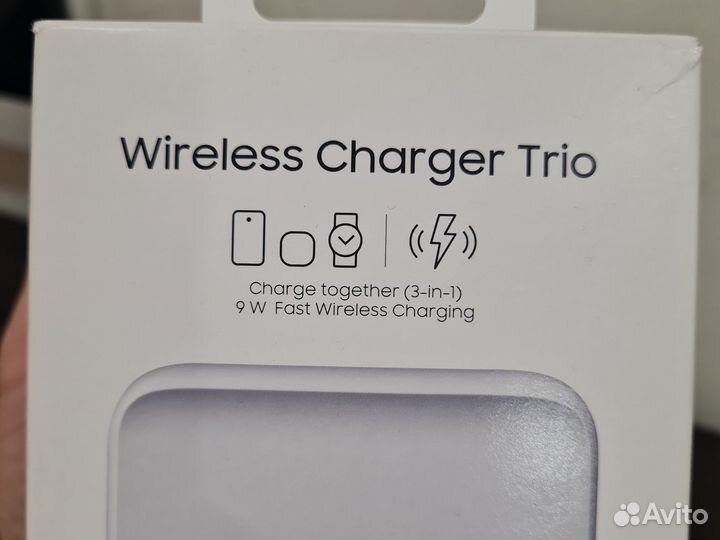 Wireless Charger Trio
Charge together (3-in-1)
9 W Fast Wireless Charging
Avito